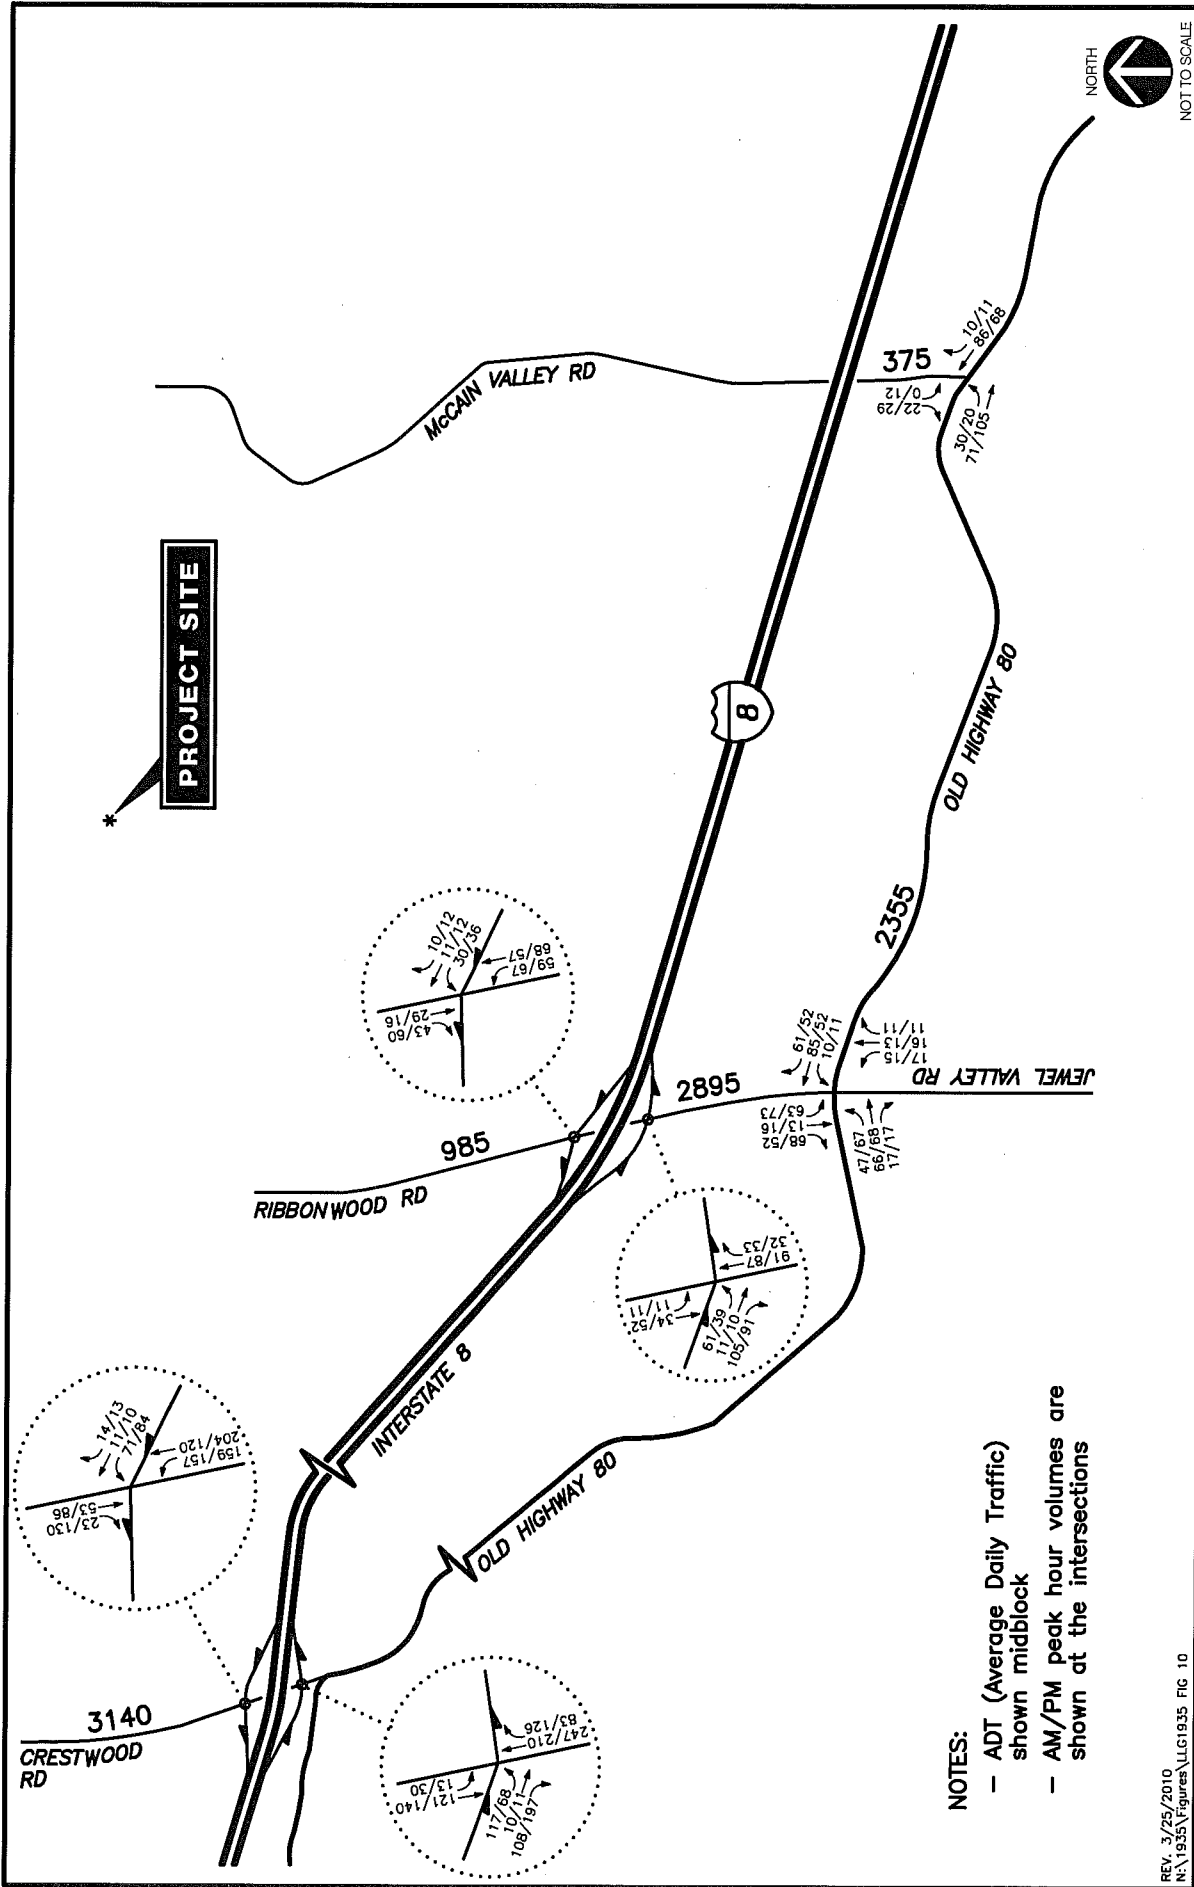 NORTH
NOT TO SCALE
PROJECT SITE
McCAIN VALLEY RD
375
0/12
22/29
10/11
86/68
30/20
71/105
8
OLD HIGHWAY 80
2355
10/12
11/12
30/36
29/16
43/60
68/57
59/67
985
RIBBONWOOD RD
2895
61/52
85/52
10/11
63/73
13/16
68/52
47/67
66/68
17/17
11/11
16/13
17/15
JEWEL VALLEY RD
11/11
34/52
61/39
11/10
105/91
32/33
91/87
INTERSTATE 8
14/13
11/10
71/84
53/86
23/130
204/120
159/157
OLD HIGHWAY 80
3140
CRESTWOOD
RD
13/30
121/140
117/68
10/11
108/197
83/126
247/210
NOTES:
– ADT (Average Daily Traffic)
shown midblock
– AM/PM peak hour volumes are
shown at the intersections
REV. 3/25/2010
N:\1935\Figures\LLG1935 FIG 10